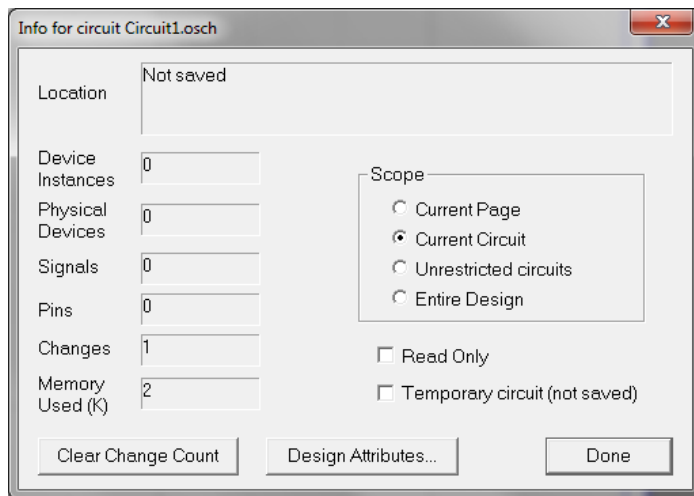 Info for circuit Circuit1.osch
Location
Not saved
Device
Instances
0
Physical
Devices
0
Signals
0
Pins
0
Changes
1
Memory
Used (K)
2
Scope
Current Page
Current Circuit
Unrestricted circuits
Entire Design
Read Only
Temporary circuit (not saved)
Clear Change Count
Design Attributes...
Done